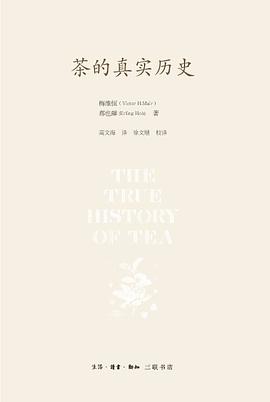 茶的真实历史
梅维恒（Victor H.Mair）
郝也麟（Erling Hoh） 著
高文海 译 徐文堪 校译
THE
TRUE
HISTORY
OF TEA
生活·讀書·新知 三联书店